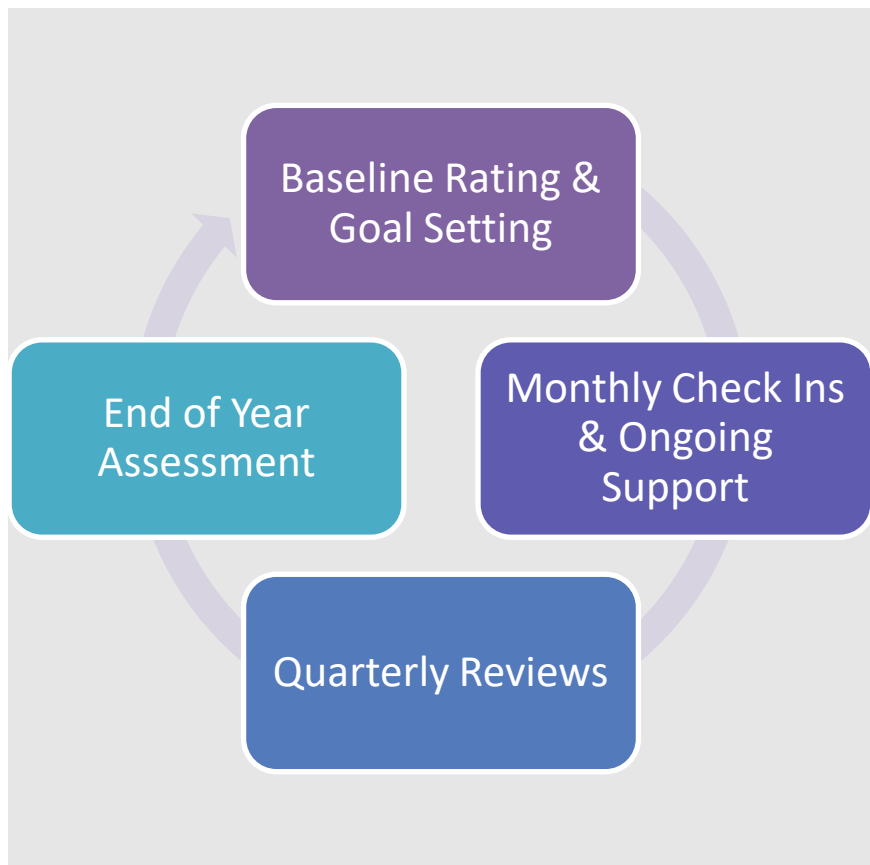 Baseline Rating &
Goal Setting
Monthly Check Ins
& Ongoing
Support
Quarterly Reviews
End of Year
Assessment